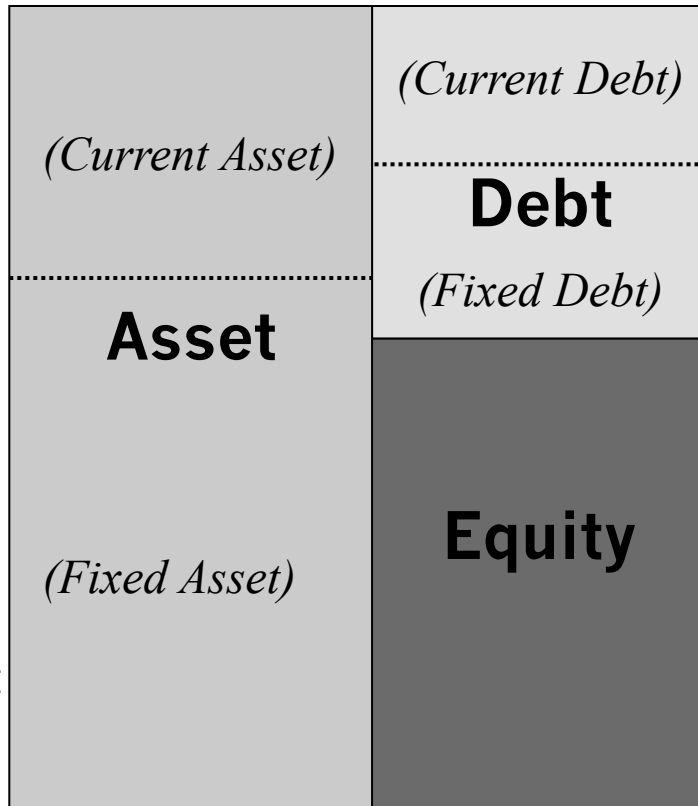 (Current Asset)
Asset
(Fixed Asset)
(Current Debt)
Debt
(Fixed Debt)
Equity